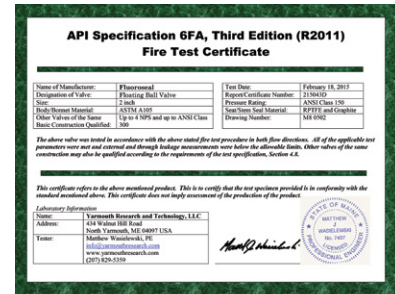 API Specification 6FA, Third Edition (R2011)
Fire Test Certificate
Name of Manufacturer: Fluoroseal Test Date: February 18, 2015
Designation of Valve: Floating Ball Valve Report/Certificate Number: 215043D
Size: 2 inch Pressure Rating: ANSI Class 150
Body/Bonnet Material: ASTM A105 Seat/Stem Seal Material: RPTFE and Graphite
Other Valves of the Same Up to 4 NPS and up to ANSI Class Drawing Number: M8 0502
Basic Construction Qualified: 300
The above valve was tested in accordance with the above stated fire test procedure in both flow directions. All of the applicable test
parameters were met and external and through leakage measurements were below the allowable limits. Other valves of the same
construction may also be qualified according to the requirements of the test specification, Section 4.8.
This certificate refers to the above mentioned product. This is to certify that the test specimen provided is in conformity with the
standard mentioned above. This certificate does not imply assessment of the production of the product.
Laboratory Information
Name: Yarmouth Research and Technology, LLC
Address: 434 Walnut Hill Road
North Yarmouth, ME 04097 USA
Tester: Matthew Wasielewski, PE
info@yarmouthresearch.com
www.yarmouthresearch.com
(207) 829-5359
STATE OF MAINE
MATTHEW
J
WASIELEWSKI
No. 7407
LICENSED
PROFESSIONAL ENGINEER